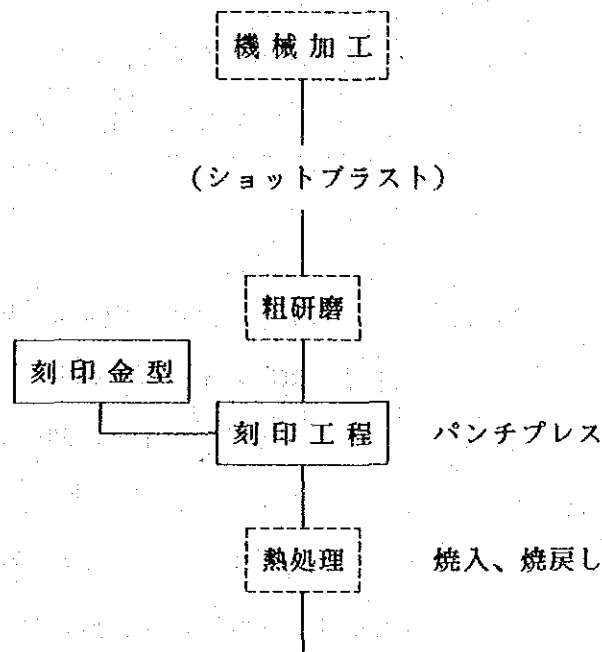 機械加工
(ショットブラスト)
粗研磨
刻印金型
刻印工程 パンチプレス
熱処理 焼入、焼戻し